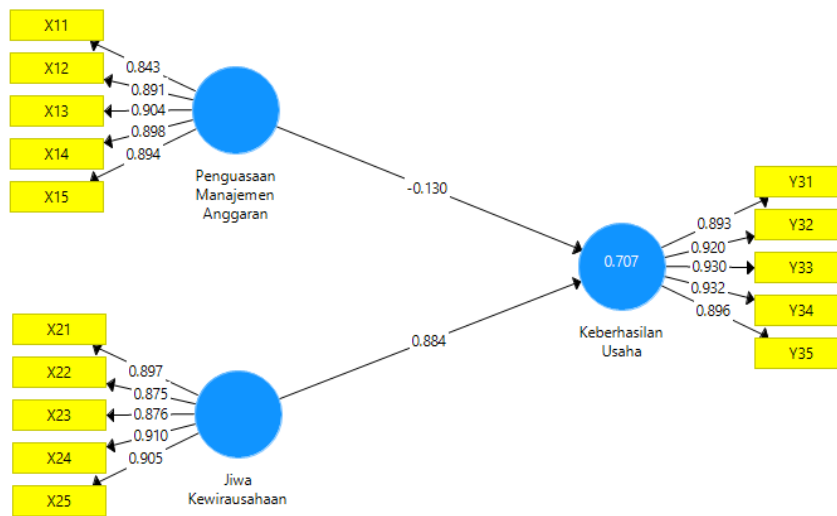 X11
X12
X13
X14
X15
0.843
0.891
0.904
0.898
0.894
Penguasaan
Manajemen
Anggaran
-0.130
X21
X22
X23
X24
X25
0.897
0.875
0.876
0.910
0.905
Jiwa
Kewirausahaan
0.884
0.707
Keberhasilan
Usaha
0.893
0.920
0.930
0.932
0.896
Y31
Y32
Y33
Y34
Y35